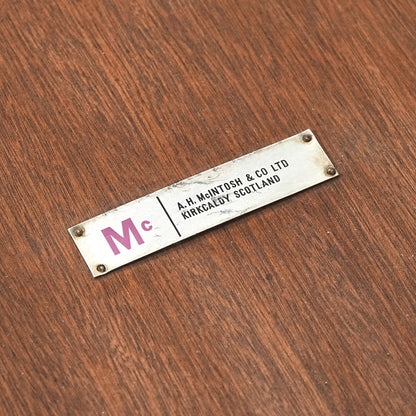 Mc
A.H. McINTOSH & CO LTD
KIRKCALDY SCOTLAND